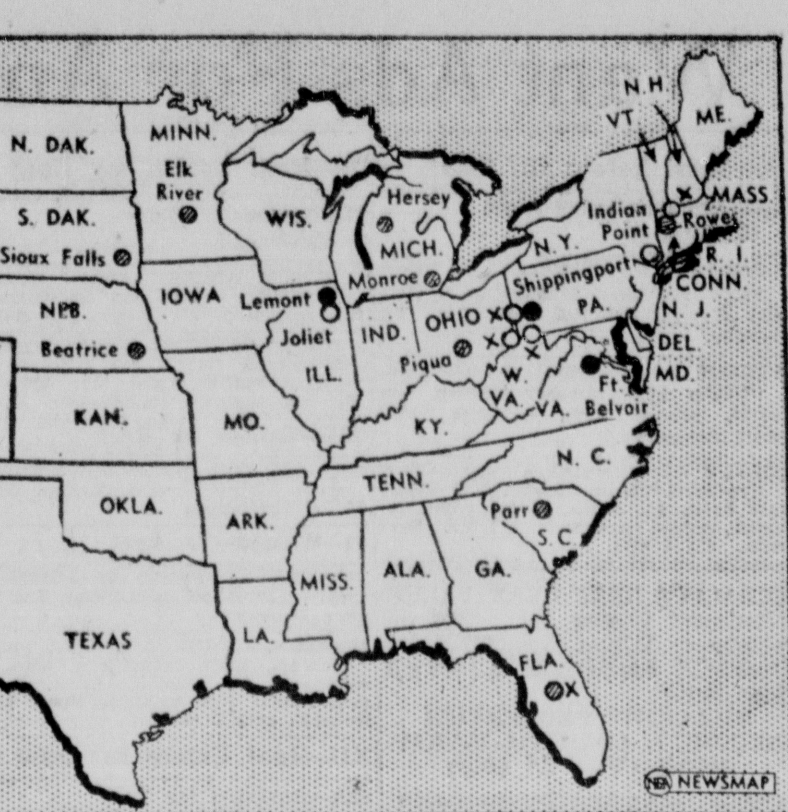 N.H.
VT.
ME.
N. DAK.
MINN.
Elk
River
Hersey
MASS
S. DAK.
WIS.
Indian
Point
Rowe
Sioux Falls
MICH.
N.Y.
R. I.
Monroe
Shippingport
CONN.
NEB.
IOWA
Lemont
PA.
N. J.
Joliet
IND.
OHIO
X
Beatrice
X
DEL.
Piqua
X
ILL.
W.
VA.
Ft.
Belvoir
MD.
KAN.
MO.
KY.
VA.
N. C.
TENN.
OKLA.
ARK.
Parr
S.C.
MISS.
ALA.
GA.
TEXAS
LA.
FLA.
X
X
NEA NEWSMAP